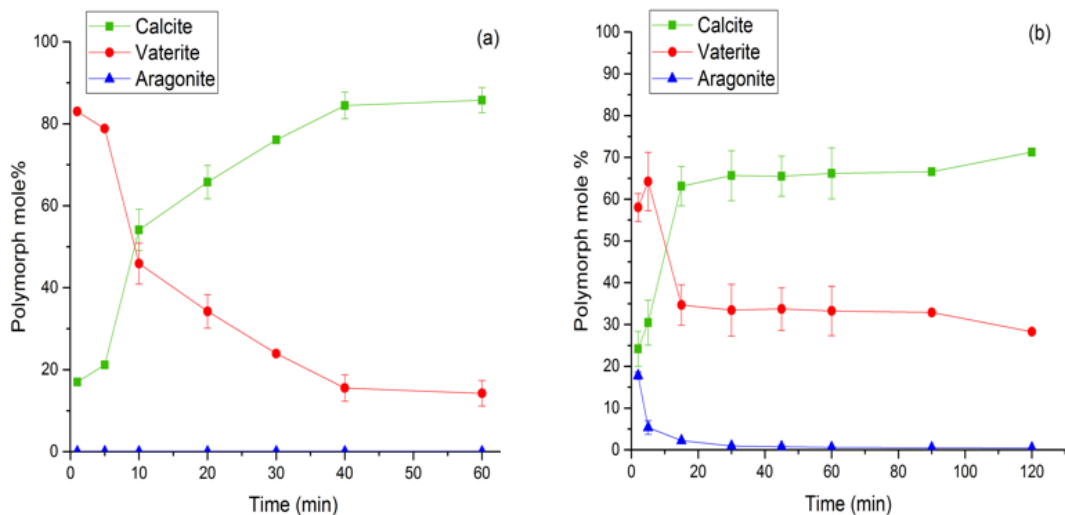 Calcite
Vaterite
Aragonite
(a)
100
80
60
40
20
0
Polymorph mole%
0 10 20 30 40 50 60
Time (min)
Calcite
Vaterite
Aragonite
(b)
100
90
80
70
60
50
40
30
20
10
0
Polymorph mole %
0 20 40 60 80 100 120
Time (min)